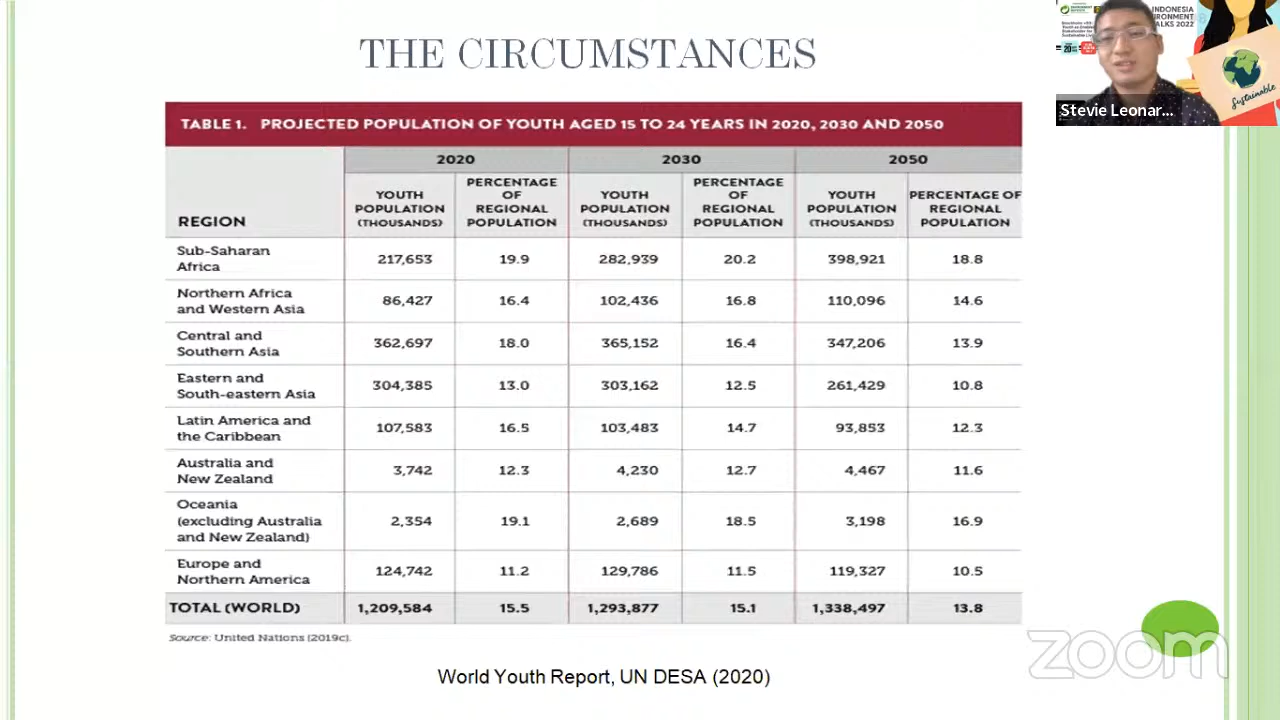 THE CIRCUMSTANCES
TABLE 1. PROJECTED POPULATION OF YOUTH AGED 15 TO 24 YEARS IN 2020, 2030 AND 2050
2020 2030 2050
REGION
YOUTH POPULATION (THOUSANDS) PERCENTAGE OF REGIONAL POPULATION YOUTH POPULATION (THOUSANDS) PERCENTAGE OF REGIONAL POPULATION YOUTH POPULATION (THOUSANDS) PERCENTAGE OF REGIONAL POPULATION
Sub-Saharan
Africa
217,653 19.9 282,939 20.2 398,921 18.8
Northern Africa
and Western Asia
86,427 16.4 102,436 16.8 110,096 14.6
Central and
Southern Asia
362,697 18.0 365,152 16.4 347,206 13.9
Eastern and
South-eastern Asia
304,385 13.0 303,162 12.5 261,429 10.8
Latin America and
the Caribbean
107,583 16.5 103,483 14.7 93,853 12.3
Australia and
New Zealand
3,742 12.3 4,230 12.7 4,467 11.6
Oceania
(excluding Australia
and New Zealand)
2,354 19.1 2,689 18.5 3,198 16.9
Europe and
Northern America
124,742 11.2 129,786 11.5 119,327 10.5
TOTAL (WORLD) 1,209,584 15.5 1,293,877 15.1 1,338,497 13.8
Source: United Nations (2019c).
World Youth Report, UN DESA (2020)
INDONESIA
TALKS 2022
Sustainable
Stevie Leonar...
zoom